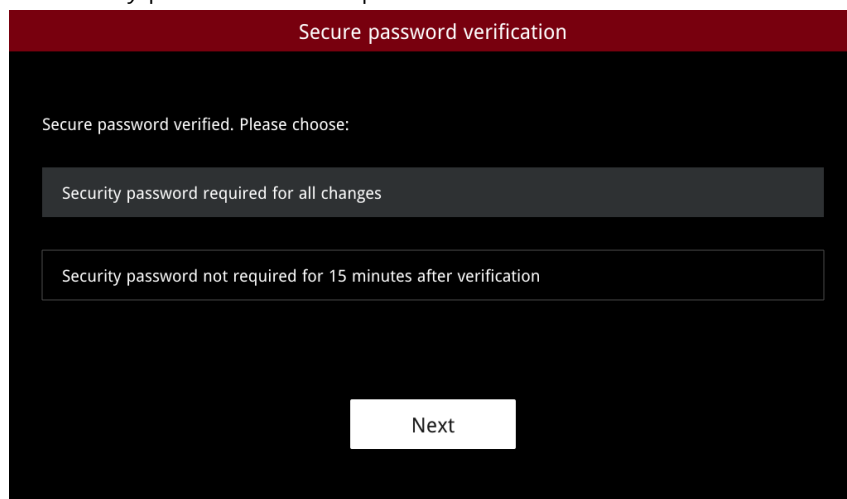 Secure password verification
Secure password verified. Please choose:
Security password required for all changes
Security password not required for 15 minutes after verification
Next